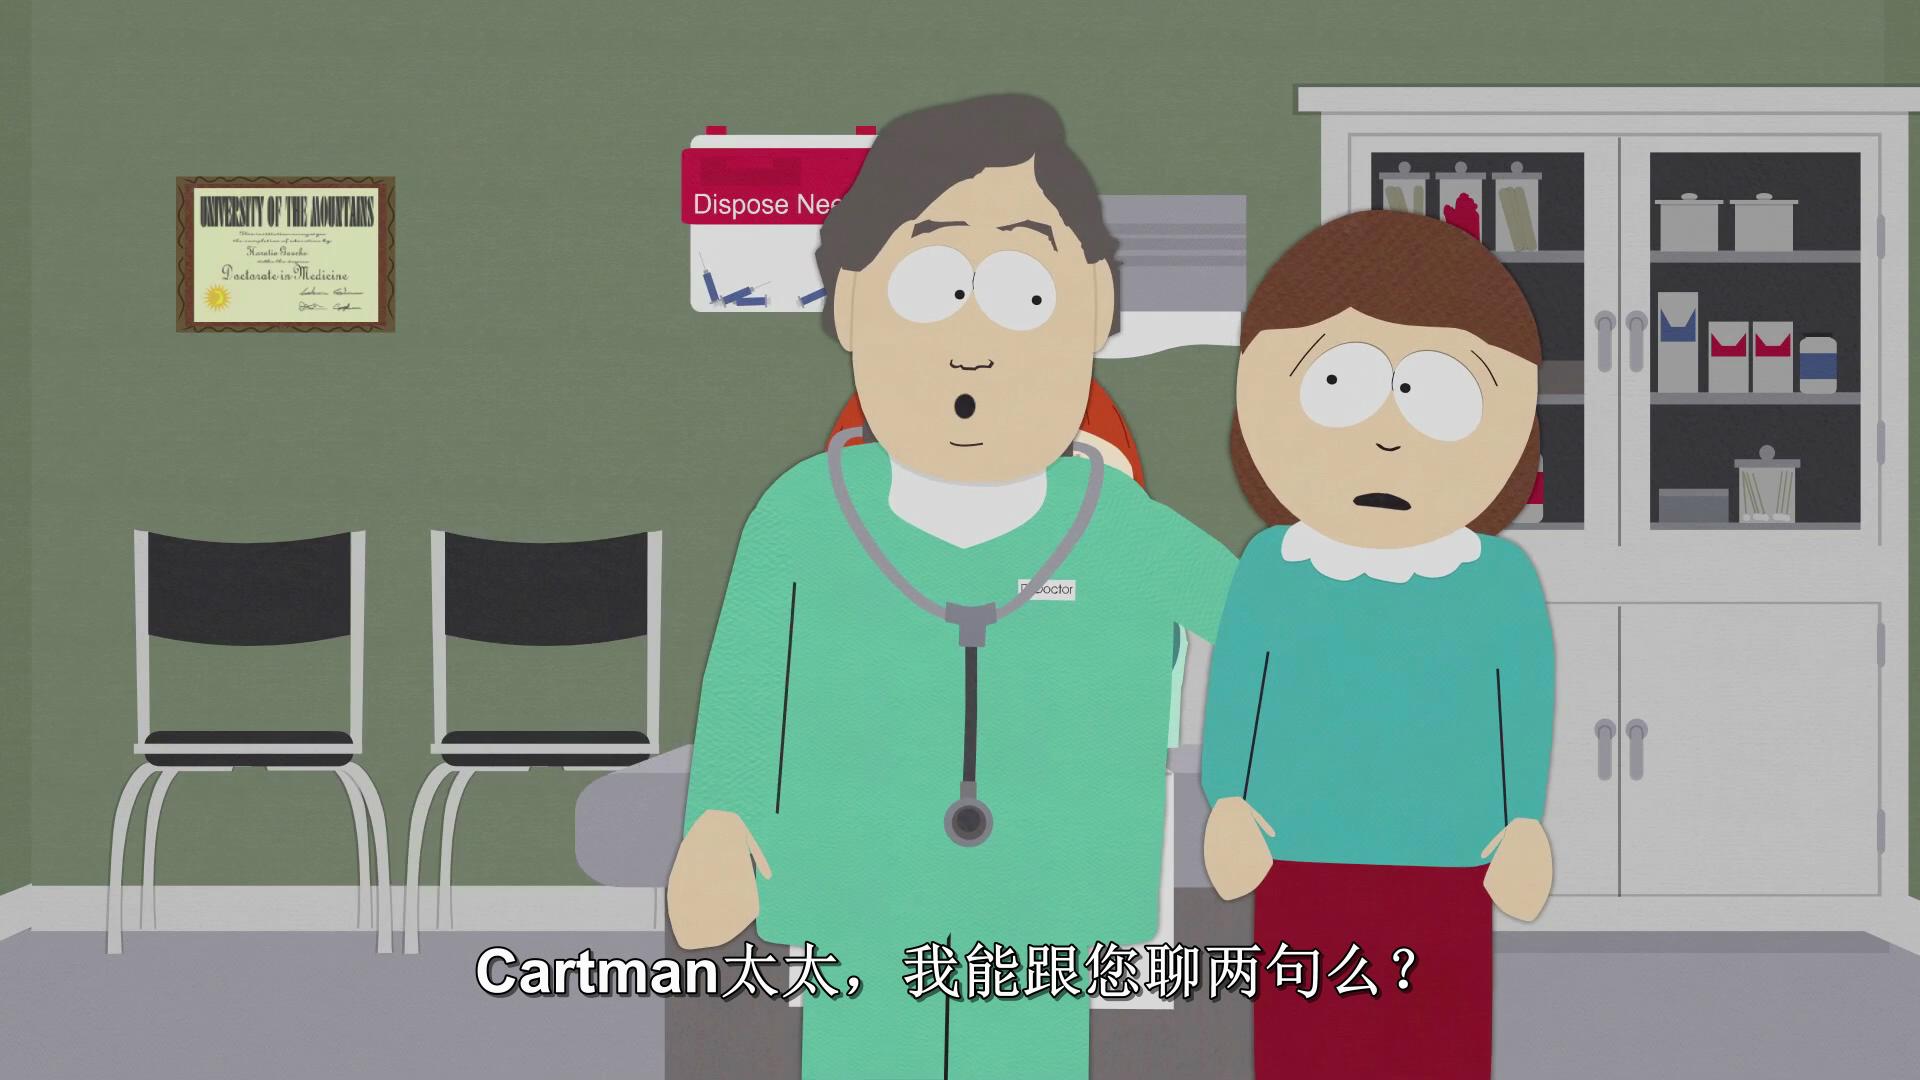 UNIVERSITY OF THE MOUNTAINS
Doctorate in Medicine
Dispose Nee
Doctor
Cartman太太，我能跟您聊两句么？